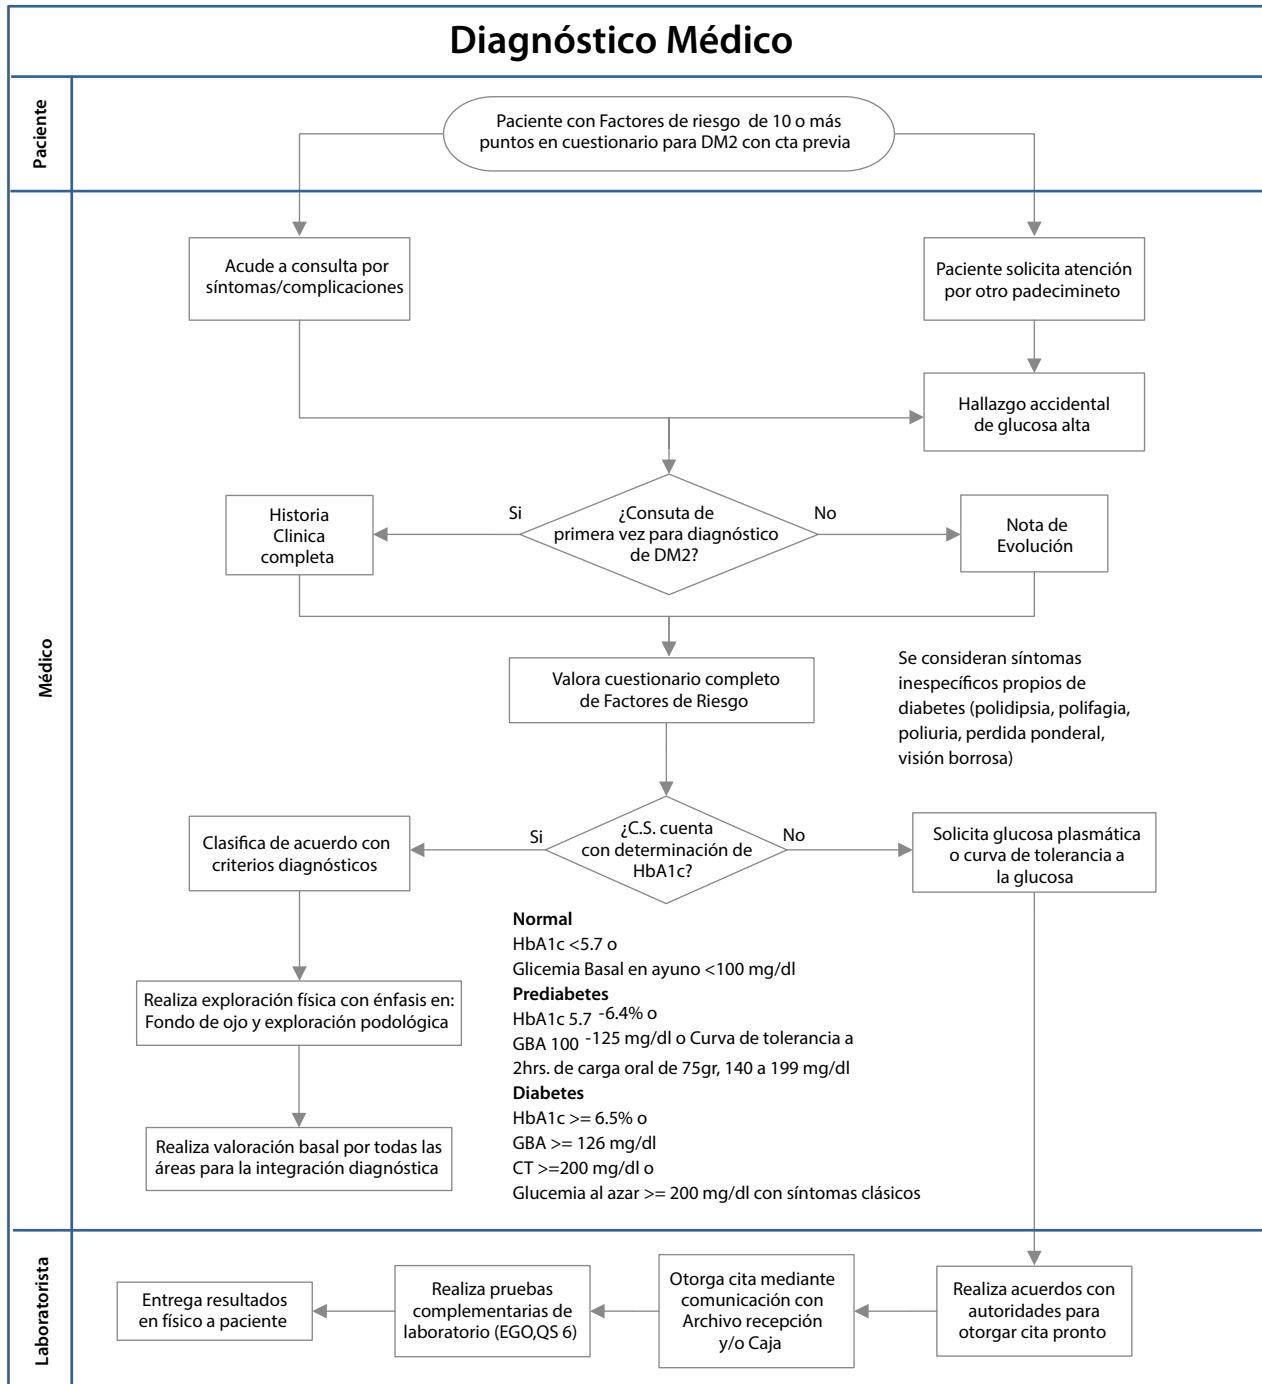 Diagnóstico Médico
Paciente
Paciente con Factores de riesgo de 10 o más
puntos en cuestionario para DM2 con cta previa
Médico
Acude a consulta por
síntomas/complicaciones
Paciente solicita atención
por otro padecimineto
Hallazgo accidental
de glucosa alta
Historia
Clinica
completa
Si
¿Consuta de
primera vez para diagnóstico
de DM2?
No
Nota de
Evolución
Valora cuestionario completo
de Factores de Riesgo
Se consideran síntomas
inespecíficos propios de
diabetes (polidipsia, polifagia,
poliuria, perdida ponderal,
visión borrosa)
Clasifica de acuerdo con
criterios diagnósticos
Si
¿C.S. cuenta
con determinación de
HbA1c?
No
Solicita glucosa plasmática
o curva de tolerancia a
la glucosa
Normal
HbA1c <5.7 o
Glicemia Basal en ayuno <100 mg/dl
Prediabetes
HbA1c 5.7 -6.4% o
GBA 100 -125 mg/dl o Curva de tolerancia a
2hrs. de carga oral de 75gr, 140 a 199 mg/dl
Diabetes
HbA1c >= 6.5% o
GBA >= 126 mg/dl
CT >=200 mg/dl o
Glucemia al azar >= 200 mg/dl con síntomas clásicos
Realiza exploración física con énfasis en:
Fondo de ojo y exploración podológica
Realiza valoración basal por todas las
áreas para la integración diagnóstica
Laboratorista
Entrega resultados
en físico a paciente
Realiza pruebas
complementarias de
laboratorio (EGO,QS 6)
Otorga cita mediante
comunicación con
Archivo recepción
y/o Caja
Realiza acuerdos con
autoridades para
otorgar cita pronto